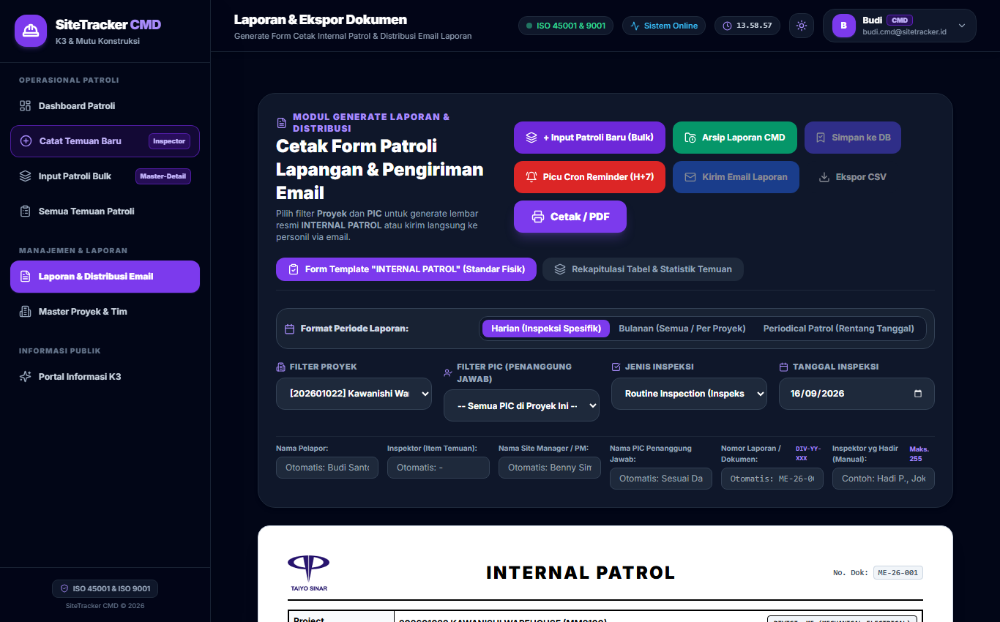 SiteTracker CMD
K3 & Mutu Konstruksi
OPERASIONAL PATROLI
Dashboard Patroli
Catat Temuan Baru Inspector
Input Patroli Bulk Master-Detail
Semua Temuan Patroli
MANAJEMEN & LAPORAN
Laporan & Distribusi Email
Master Proyek & Tim
INFORMASI PUBLIK
Portal Informasi K3
ISO 45001 & ISO 9001
SiteTracker CMD © 2026
Laporan & Ekspor Dokumen
Generate Form Cetak Internal Patrol & Distribusi Email Laporan
ISO 45001 & 9001
Sistem Online
13.58.57
B
Budi CMD
budi.cmd@sitetracker.id
MODUL GENERATE LAPORAN &
DISTRIBUSI
Cetak Form Patroli
Lapangan & Pengiriman
Email
Pilih filter Proyek dan PIC untuk generate lembar
resmi INTERNAL PATROL atau kirim langsung ke
personil via email.
+ Input Patroli Baru (Bulk)
Arsip Laporan CMD
Simpan ke DB
Picu Cron Reminder (H+7)
Kirim Email Laporan
Ekspor CSV
Cetak / PDF
Form Template "INTERNAL PATROL" (Standar Fisik)
Rekapitulasi Tabel & Statistik Temuan
Format Periode Laporan:
Harian (Inspeksi Spesifik)
Bulanan (Semua / Per Proyek)
Periodical Patrol (Rentang Tanggal)
FILTER PROYEK
[202601022] Kawanishi Wa
FILTER PIC (PENANGGUNG
JAWAB)
-- Semua PIC di Proyek Ini --
JENIS INSPEKSI
Routine Inspection (Inspeks
TANGGAL INSPEKSI
16/09/2026
Nama Pelapor:
Otomatis: Budi Sant
Inspektor (Item Temuan):
Otomatis: -
Nama Site Manager / PM:
Otomatis: Benny Sim
Nama PIC Penanggung
Jawab:
Otomatis: Sesuai Da
Nomor Laporan /
Dokumen:
DIV-YY-
XXX
Otomatis: ME-26-0
Inspektor yg Hadir
(Manual):
Maks.
255
Contoh: Hadi P., Jok
TAIYO SINAR
INTERNAL PATROL
No. Dok: ME-26-001
Project